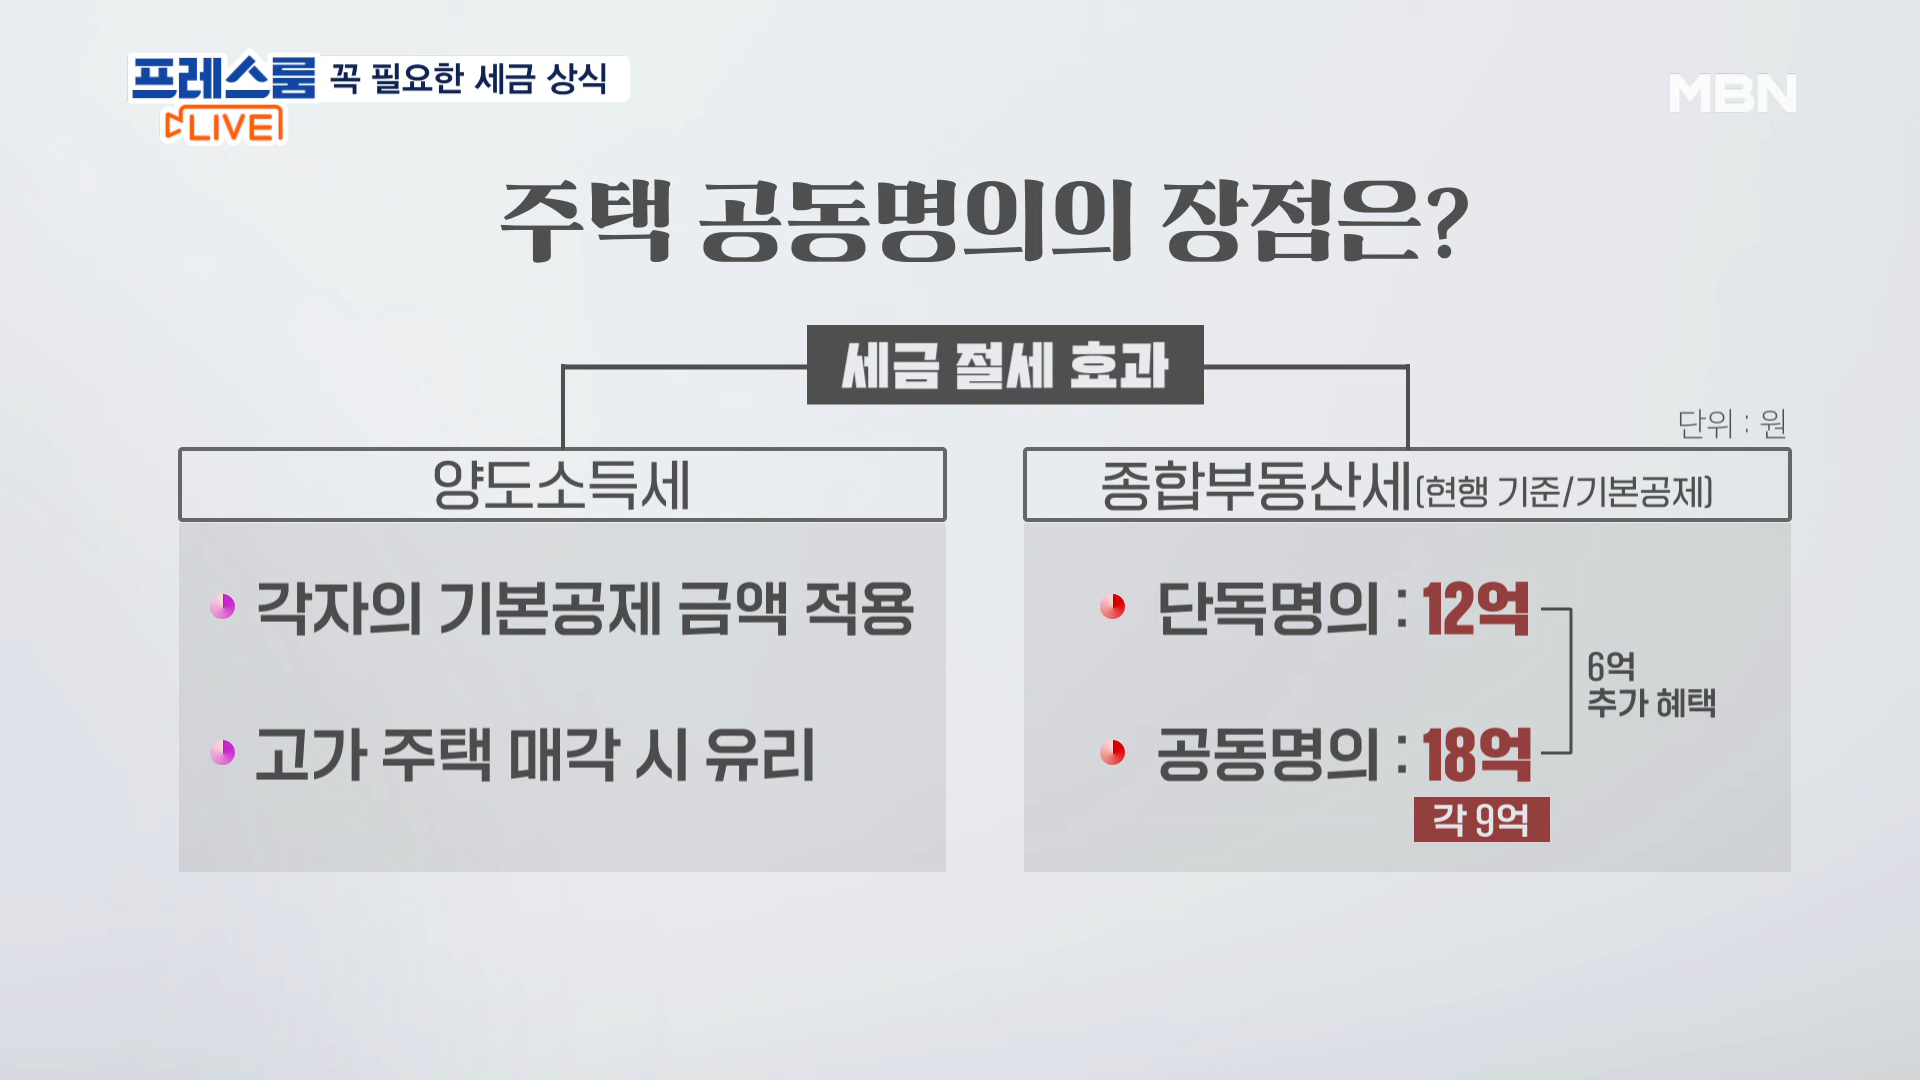 프레스룸 꼭 필요한 세금 상식
LIVE
MBN
주택 공동명의의 장점은?
세금 절세 효과
단위 : 원
양도소득세
각자의 기본공제 금액 적용
고가 주택 매각 시 유리
종합부동산세(현행 기준/기본공제)
단독명의 : 12억
6억
추가 혜택
공동명의 : 18억
각 9억